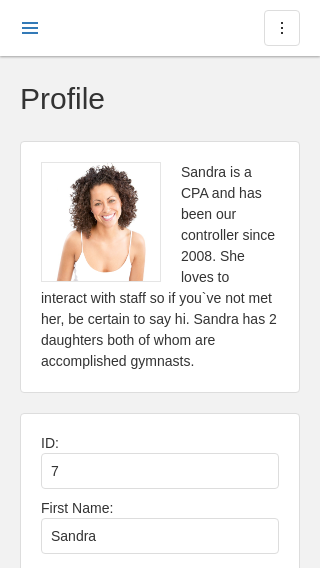 Profile
Sandra is a
CPA and has
been our
controller since
2008. She
loves to
interact with staff so if you`ve not met
her, be certain to say hi. Sandra has 2
daughters both of whom are
accomplished gymnasts.
ID:
7
First Name:
Sandra